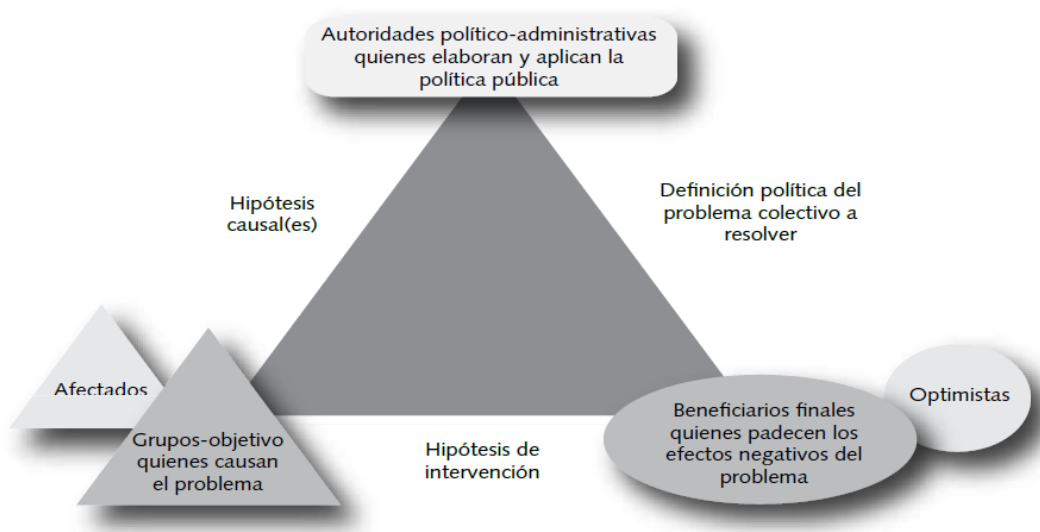 Autoridades político-administrativas
quienes elaboran y aplican la
política pública
Hipótesis
causal(es)
Definición política del
problema colectivo a
resolver
Afectados
Grupos-objetivo
quienes causan
el problema
Hipótesis de
intervención
Beneficiarios finales
quienes padecen los
efectos negativos del
problema
Optimistas